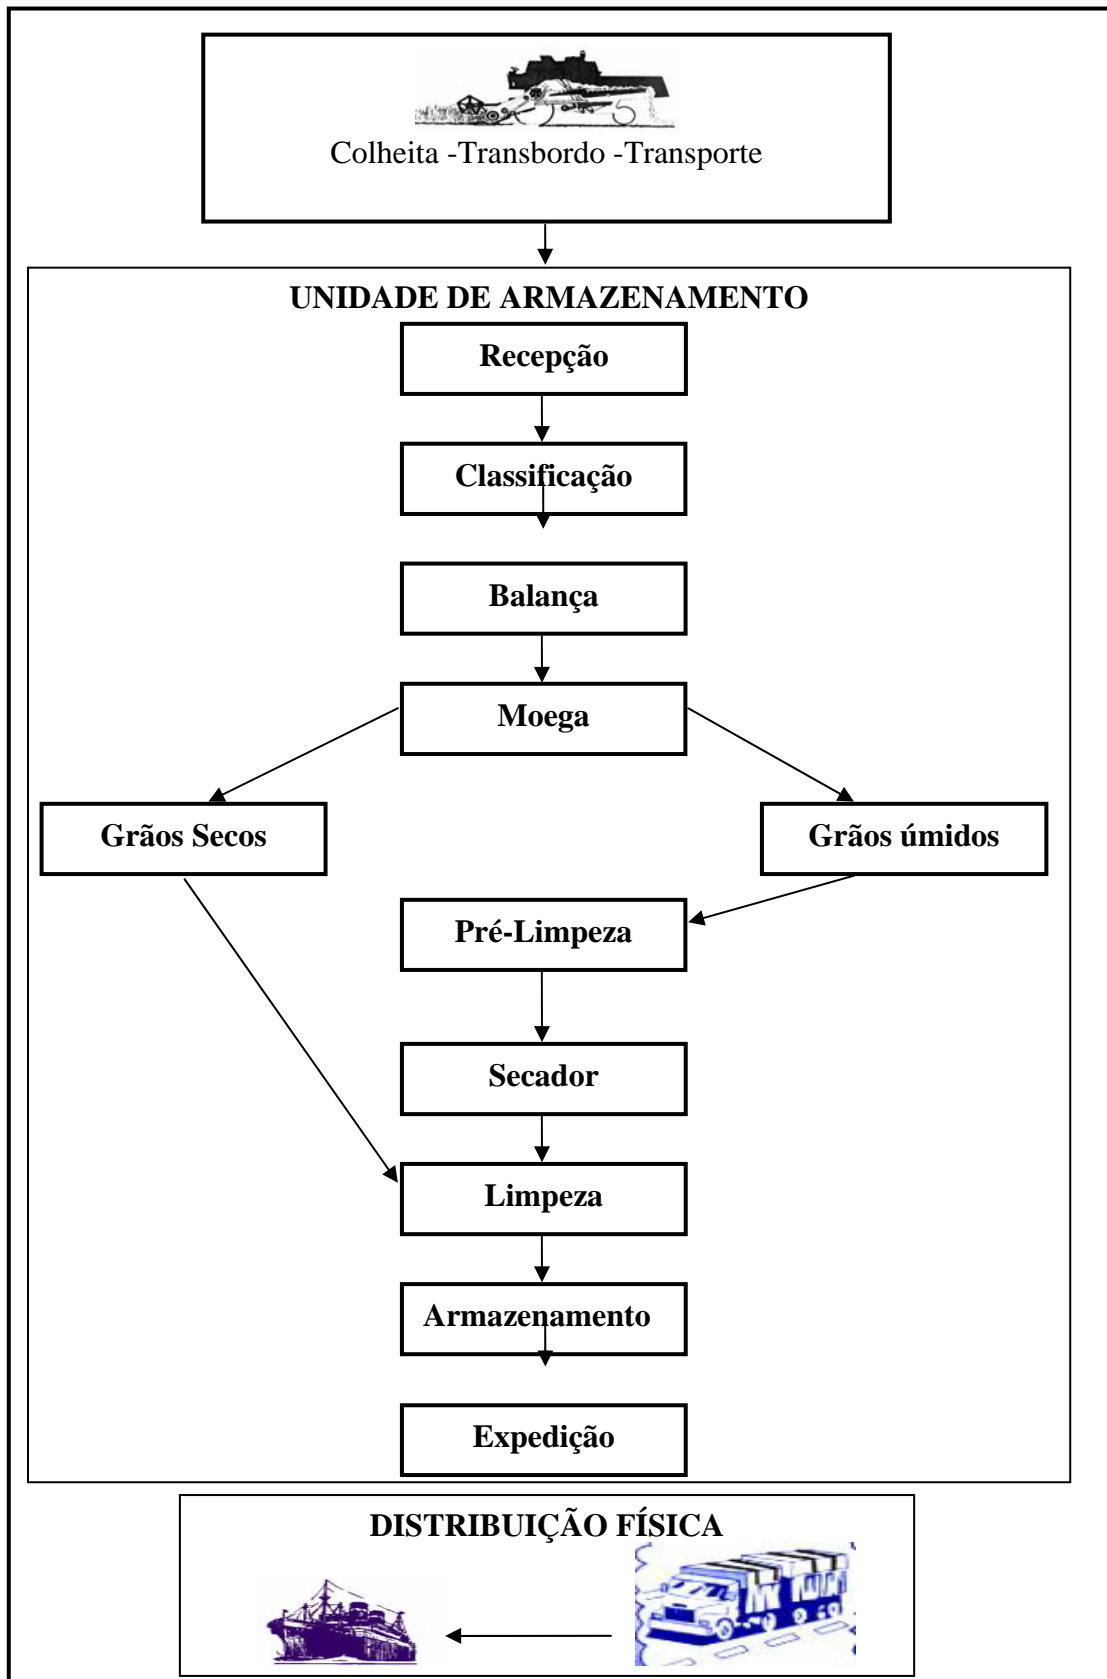 Colheita -Transbordo -Transporte
UNIDADE DE ARMAZENAMENTO
Recepção
Classificação
Balança
Moega
Grãos Secos
Grãos úmidos
Pré-Limpeza
Secador
Limpeza
Armazenamento
Expedição
DISTRIBUIÇÃO FÍSICA